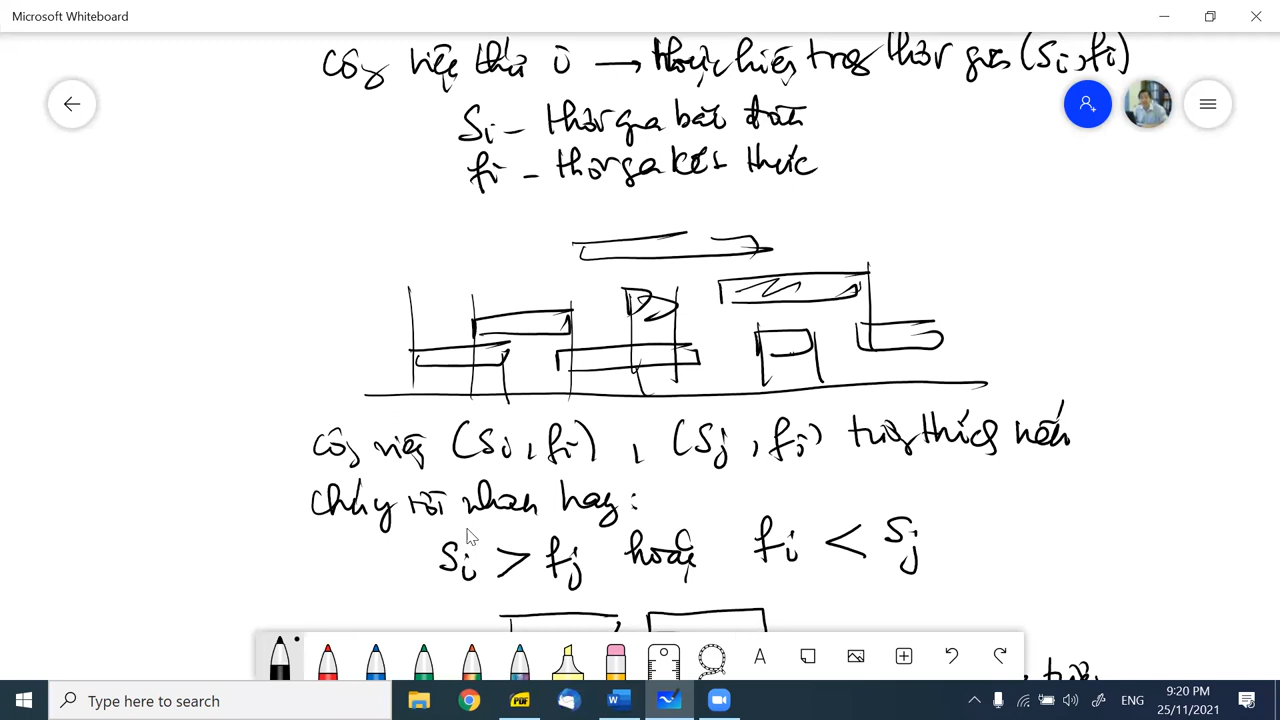 Microsoft Whiteboard
Công việc thứ i → thực hiện trong thời gian (Si, fi)
Si – thời gian bắt đầu
fi – thời gian kết thúc
Công việc (Si, fi), (Sj, fj) tương thích nếu
chúng rời nhau hay:
Si > fj hoặc fi < Sj
A
Type here to search
PDF
ENG
9:20 PM
25/11/2021